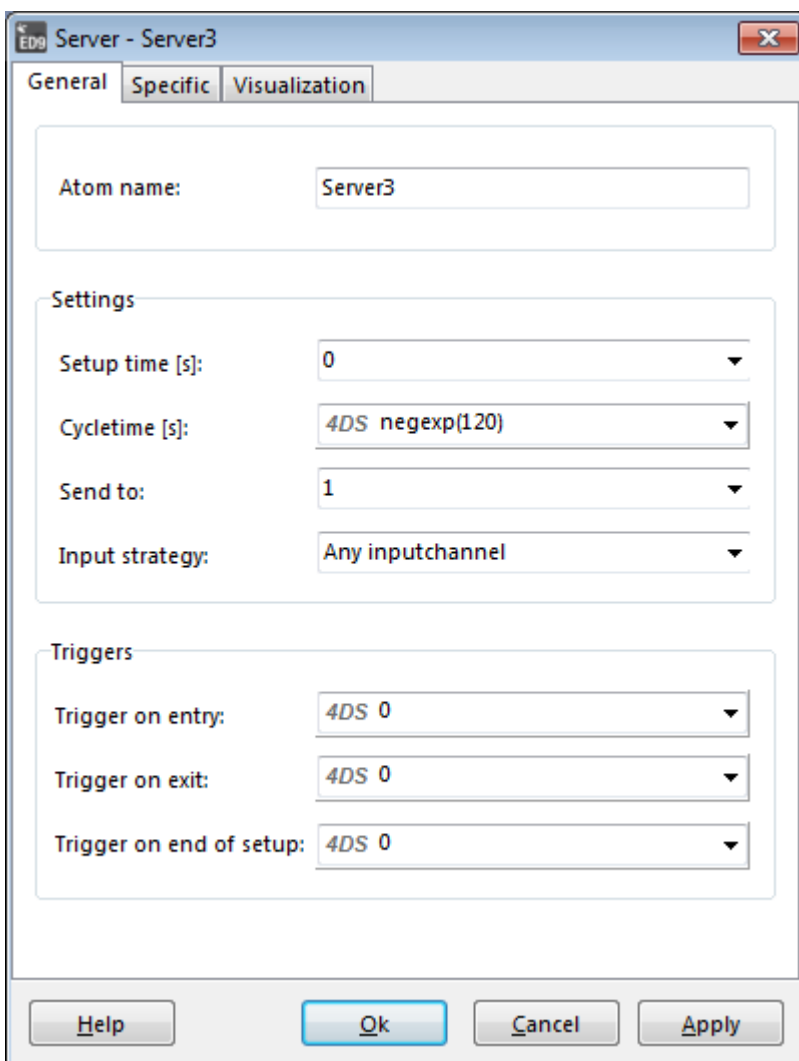 ED9 Server - Server3
General Specific Visualization
Atom name: Server3
Settings
Setup time [s]: 0
Cycletime [s]: 4DS negexp(120)
Send to: 1
Input strategy: Any inputchannel
Triggers
Trigger on entry: 4DS 0
Trigger on exit: 4DS 0
Trigger on end of setup: 4DS 0
Help Ok Cancel Apply